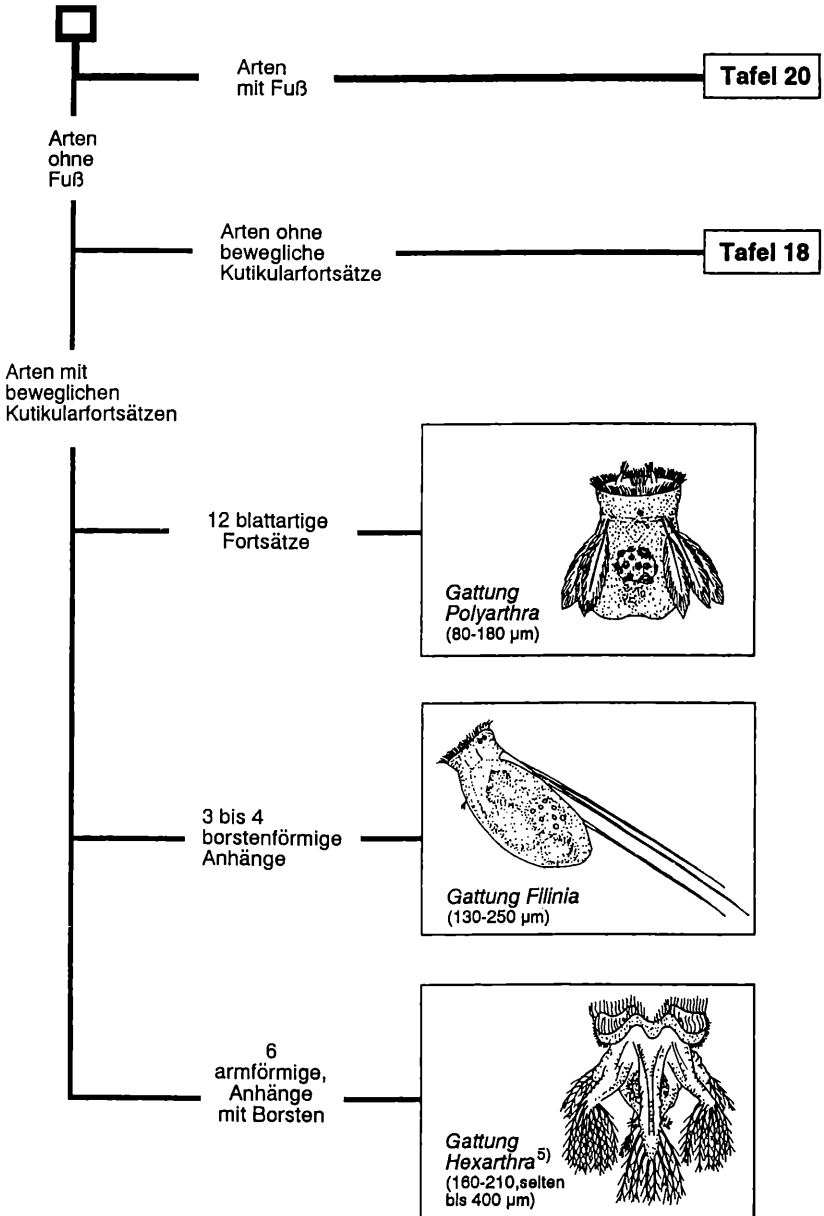 Arten
mit Fuß
Tafel 20
Arten
ohne
Fuß
Arten ohne
bewegliche
Kutikularfortsätze
Tafel 18
Arten mit
beweglichen
Kutikularfortsätzen
12 blattartige
Fortsätze
Gattung
Polyarthra
(80-180 µm)
3 bis 4
borstenförmige
Anhänge
Gattung Filinia
(130-250 µm)
6
armförmige,
Anhänge
mit Borsten
Gattung
Hexarthra5)
(160-210,selten
bis 400 µm)